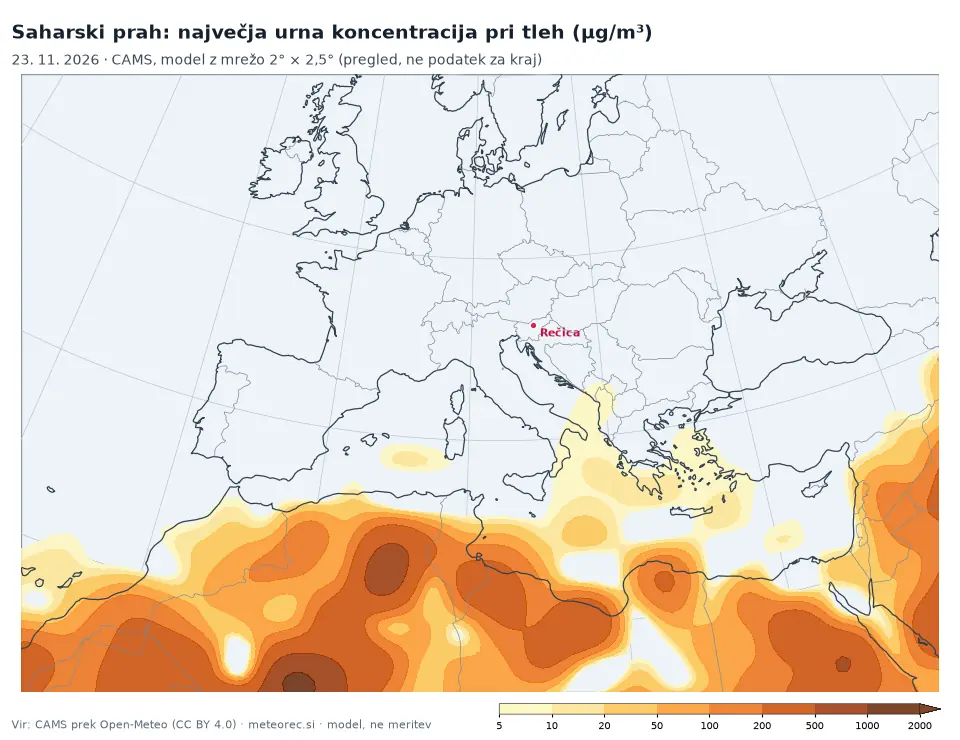 Saharski prah: največja urna koncentracija pri tleh (µg/m³)
23. 11. 2026 · CAMS, model z mrežo 2° × 2,5° (pregled, ne podatek za kraj)
Rečica
5 10 20 50 100 200 500 1000 2000
Vir: CAMS prek Open-Meteo (CC BY 4.0) · meteorec.si · model, ne meritev